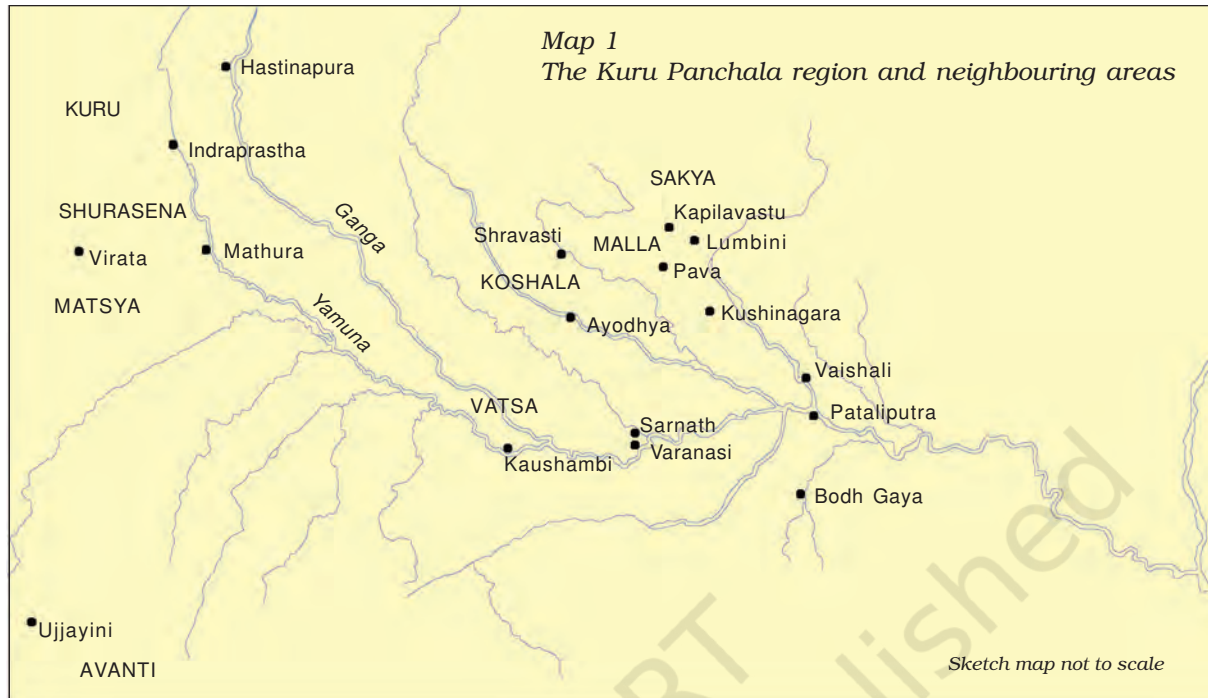 Map 1
The Kuru Panchala region and neighbouring areas
Hastinapura
KURU
Indraprastha
SAKYA
Kapilavastu
SHURASENA
Ganga
Shravasti
MALLA
Lumbini
Virata
Mathura
Pava
KOSHALA
MATSYA
Yamuna
Ayodhya
Kushinagara
Vaishali
VATSA
Pataliputra
Sarnath
Varanasi
Kaushambi
Bodh Gaya
Ujjayini
AVANTI
Sketch map not to scale